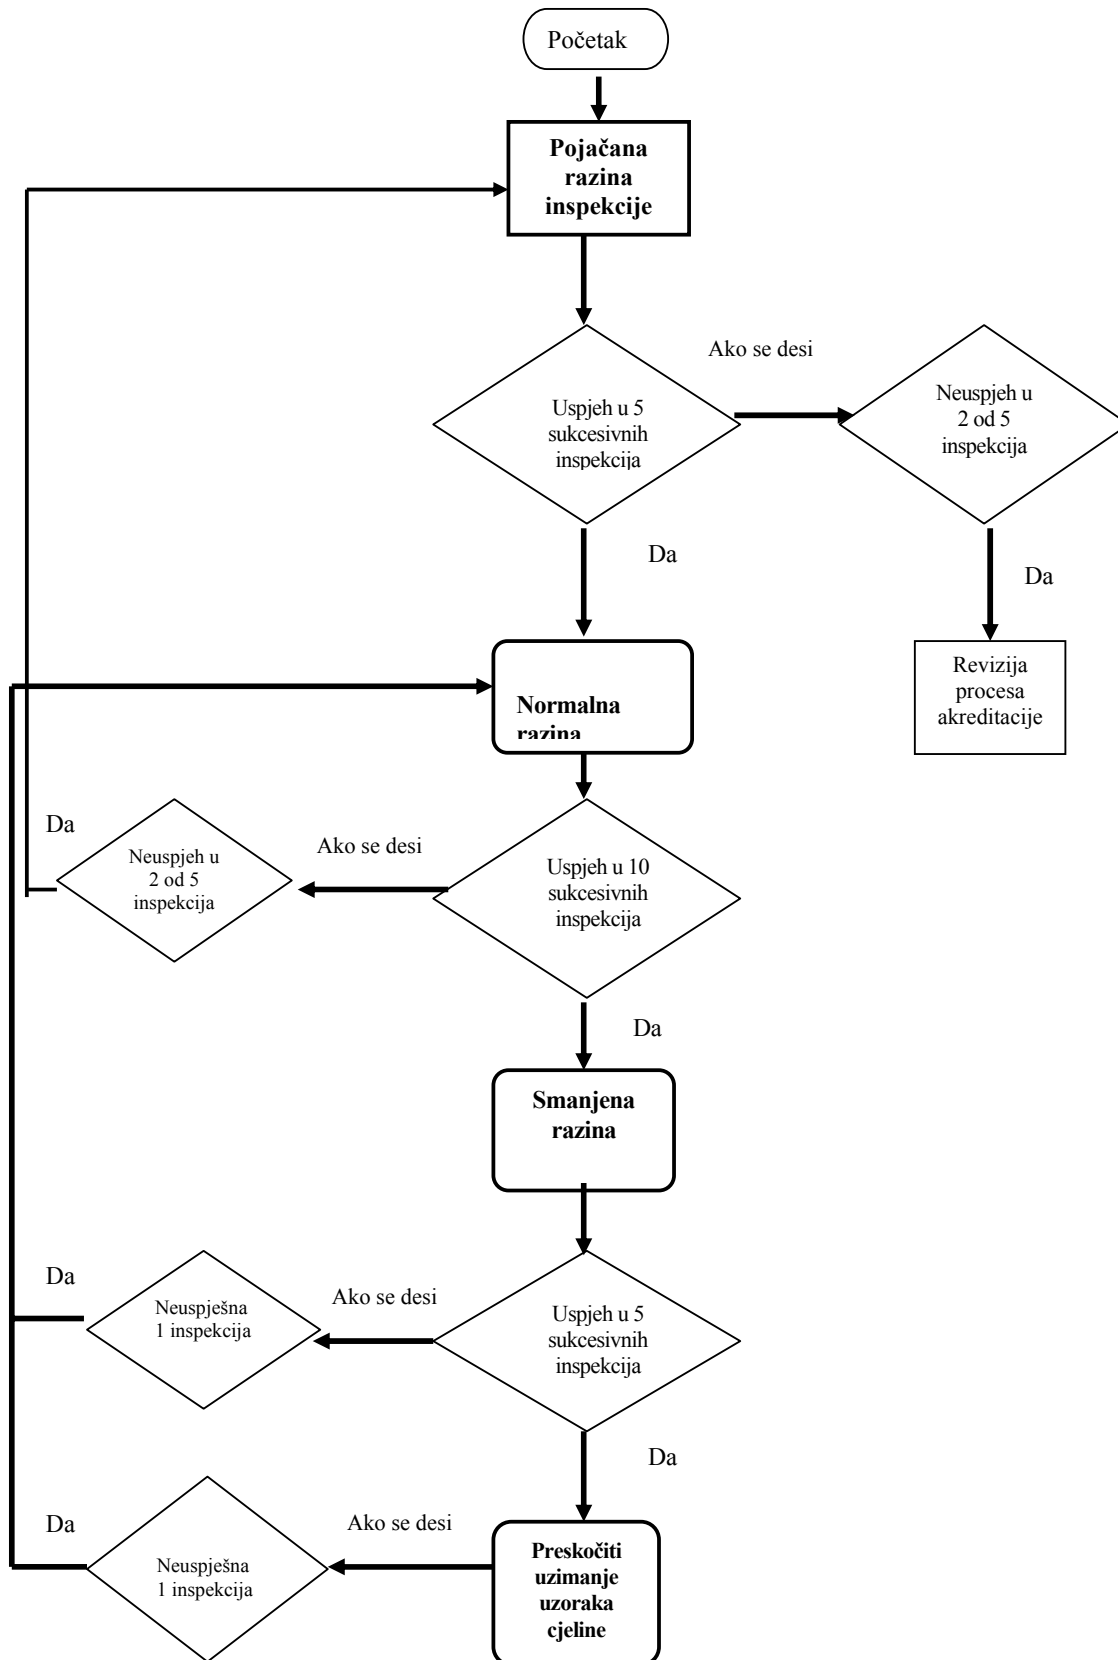 Početak
Pojačana
razina
inspekcije
Ako se desi
Uspjeh u 5
sukcesivnih
inspekcija
Neuspjeh u
2 od 5
inspekcija
Da
Da
Revizija
procesa
akreditacije
Normalna
razina
Da
Neuspjeh u
2 od 5
inspekcija
Ako se desi
Uspjeh u 10
sukcesivnih
inspekcija
Da
Smanjena
razina
Da
Neuspješna
1 inspekcija
Ako se desi
Uspjeh u 5
sukcesivnih
inspekcija
Da
Da
Neuspješna
1 inspekcija
Ako se desi
Preskočiti
uzimanje
uzoraka
cjeline